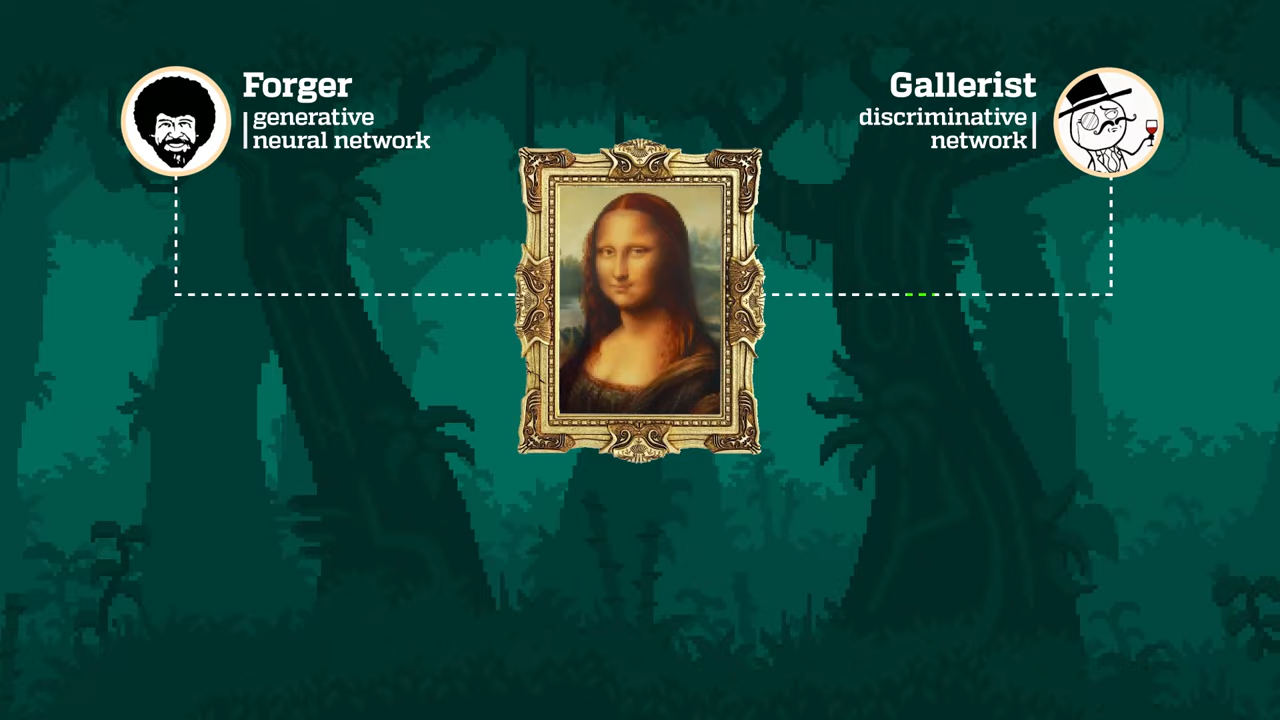 Forger
generative
neural network
Gallerist
discriminative
network